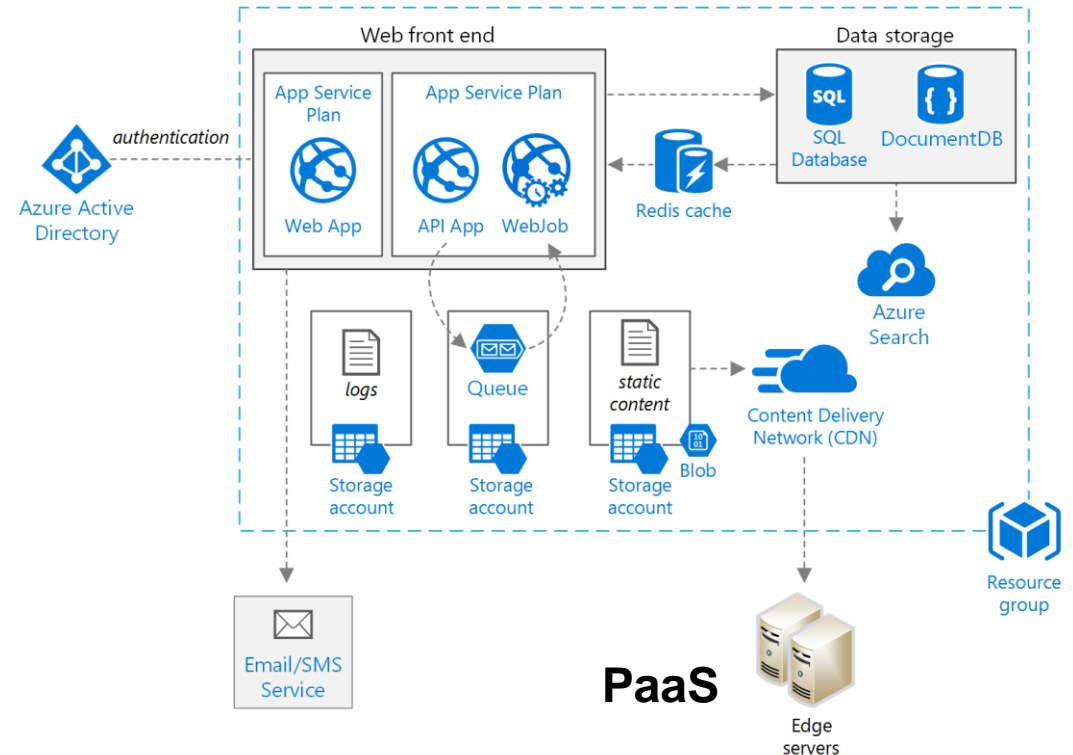 Web front end
Data storage
App Service
Plan
App Service Plan
SQL
{ }
SQL
Database
DocumentDB
authentication
Azure Active
Directory
Web App
API App
WebJob
Redis cache
Azure
Search
logs
Queue
static
content
Content Delivery
Network (CDN)
10
01
Blob
Storage
account
Storage
account
Storage
account
Resource
group
Email/SMS
Service
PaaS
Edge
servers